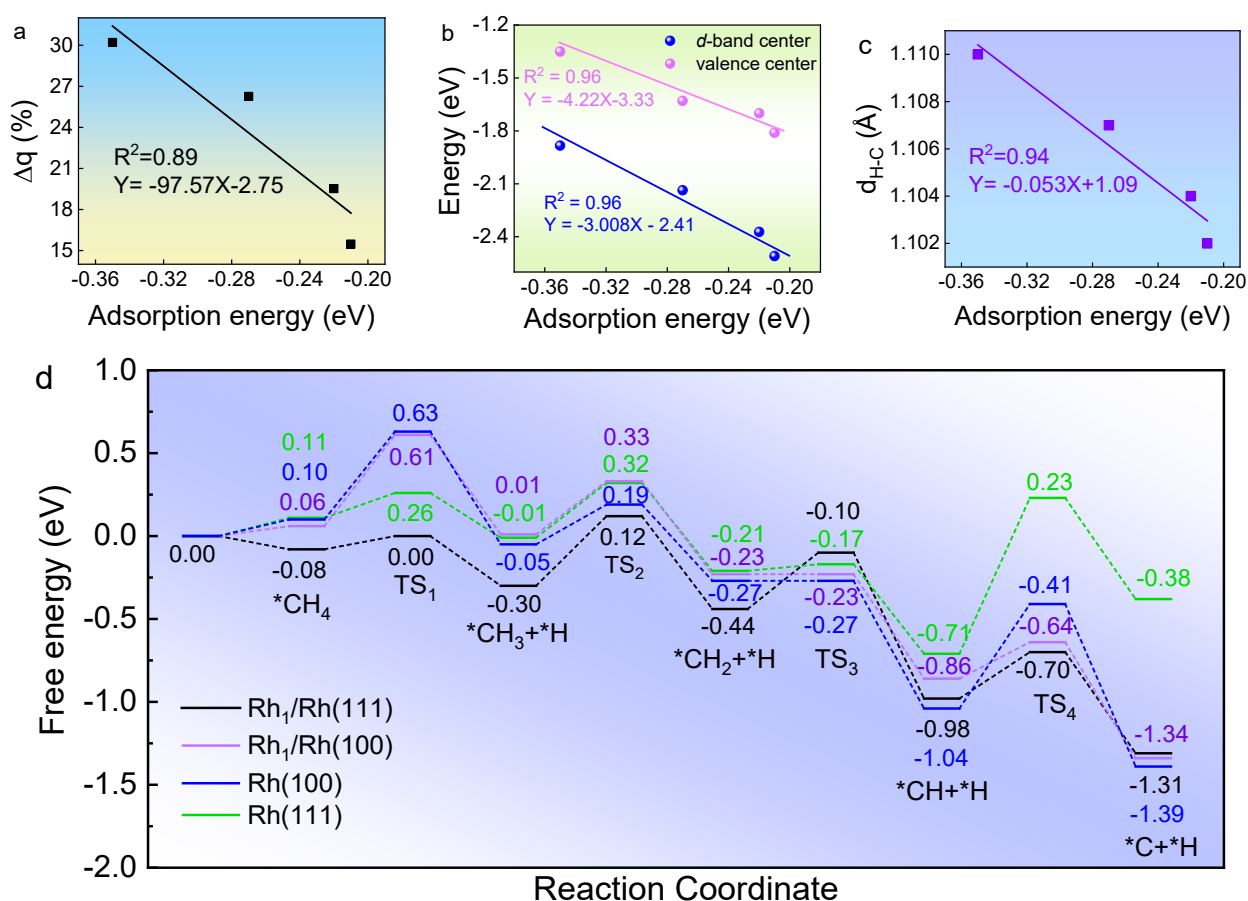 a
30
27
24
21
18
15
Δq (%)
R²=0.89
Y= -97.57X-2.75
-0.36 -0.32 -0.28 -0.24 -0.20
Adsorption energy (eV)
b
-1.2
-1.5
-1.8
-2.1
-2.4
Energy (eV)
d-band center
valence center
R² = 0.96
Y = -4.22X-3.33
R² = 0.96
Y = -3.008X - 2.41
-0.36 -0.32 -0.28 -0.24 -0.20
Adsorption energy (eV)
c
1.110
1.108
1.106
1.104
1.102
d_H-C (Å)
R²=0.94
Y= -0.053X+1.09
-0.36 -0.32 -0.28 -0.24 -0.20
Adsorption energy (eV)
d
1.0
0.5
0.0
-0.5
-1.0
-1.5
-2.0
Free energy (eV)
0.00
0.11
0.10
0.06
-0.08
*CH₄
0.63
0.61
0.26
0.00
TS₁
0.01
-0.01
-0.05
-0.30
*CH₃+*H
0.33
0.32
0.19
0.12
TS₂
-0.21
-0.23
-0.27
-0.44
*CH₂+*H
-0.10
-0.17
-0.23
-0.27
TS₃
-0.71
-0.86
-0.98
-1.04
*CH+*H
0.23
-0.41
-0.64
-0.70
TS₄
-0.38
-1.34
-1.31
-1.39
*C+*H
Rh₁/Rh(111)
Rh₁/Rh(100)
Rh(100)
Rh(111)
Reaction Coordinate